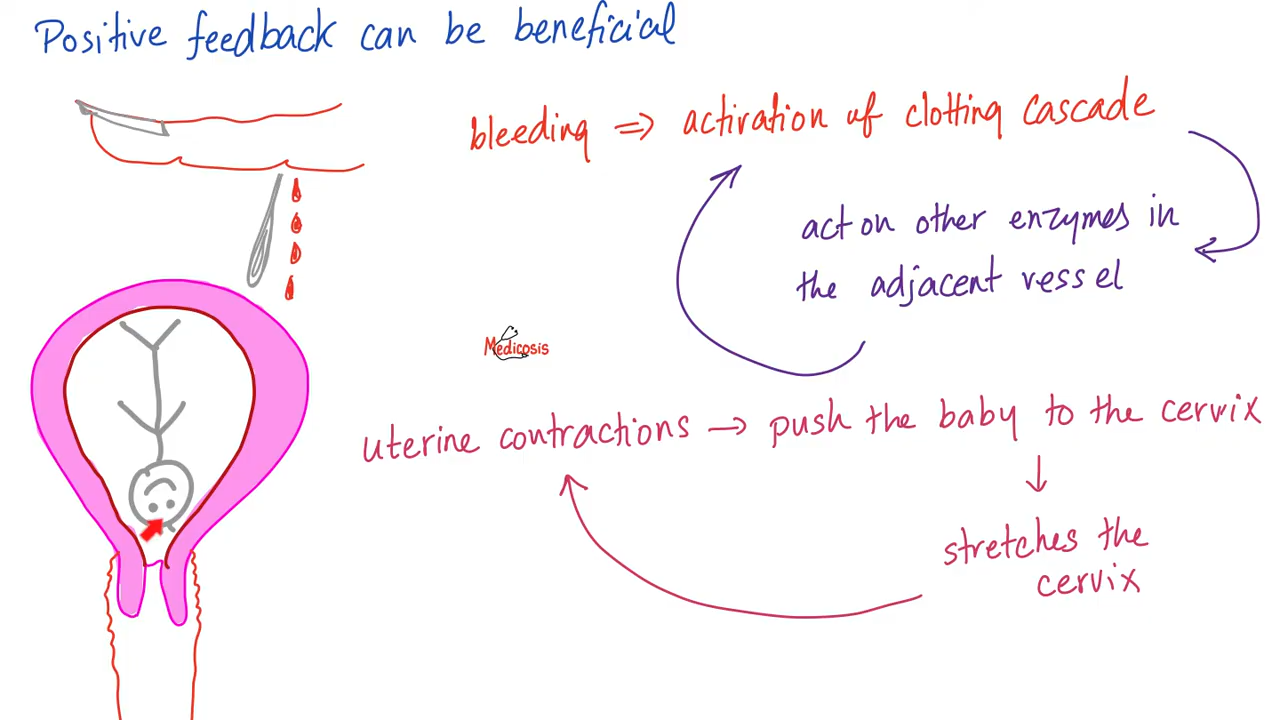 Positive feedback can be beneficial
bleeding ⇒ activation of clotting cascade
act on other enzymes in
the adjacent vessel
Medicosis
uterine contractions → push the baby to the cervix
↓
stretches the
cervix